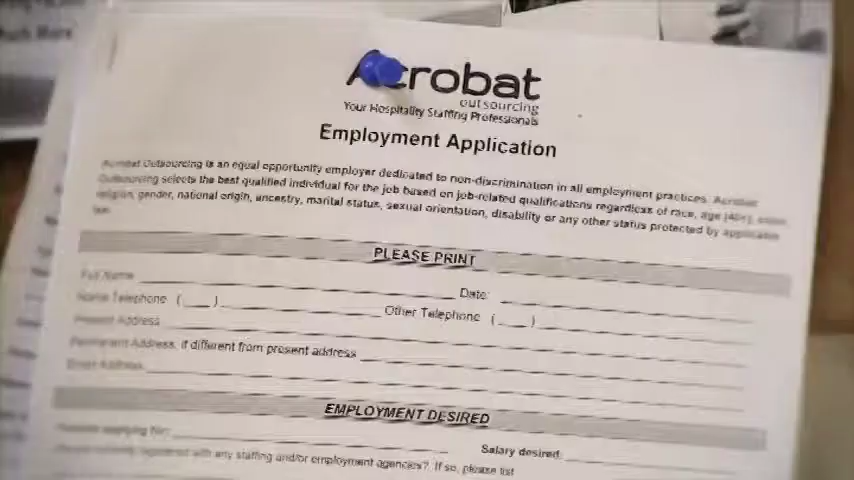 uch More
Acrobat
outsourcing
Your Hospitality Staffing Professionals
Employment Application
Acrobat Outsourcing is an equal opportunity employer dedicated to non-discrimination in all employment practices. Acrobat
Outsourcing selects the best qualified individual for the job based on job-related qualifications regardless of race, age (40+), color,
religion, gender, national origin, ancestry, marital status, sexual orientation, disability or any other status protected by applicable
law.
PLEASE PRINT
Full Name Date:
Home Telephone ( ___ ) Other Telephone ( ___ )
Present Address
Permanent Address, if different from present address
Email Address
EMPLOYMENT DESIRED
Position applying for: Salary desired:
registered with any staffing and/or employment agencies? If so, please list